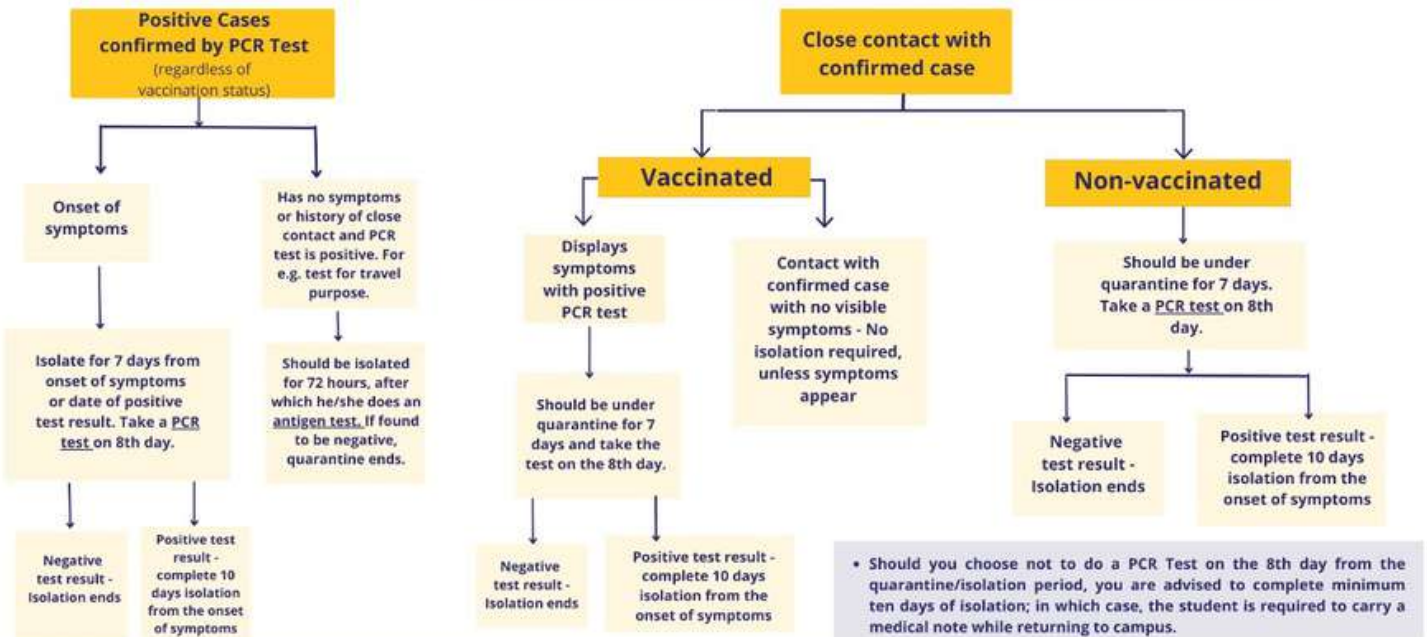 Positive Cases
confirmed by PCR Test
(regardless of
vaccination status)
Onset of
symptoms
Has no symptoms
or history of close
contact and PCR
test is positive. For
e.g. test for travel
purpose.
Isolate for 7 days from
onset of symptoms
or date of positive
test result. Take a PCR
test on 8th day.
Should be isolated
for 72 hours, after
which he/she does an
antigen test. If found
to be negative,
quarantine ends.
Negative
test result -
Isolation ends
Positive test
result -
complete 10
days isolation
from the onset
of symptoms
Close contact with
confirmed case
Vaccinated
Displays
symptoms
with positive
PCR test
Contact with
confirmed case
with no visible
symptoms - No
isolation required,
unless symptoms
appear
Should be under
quarantine for 7
days and take the
test on the 8th day.
Negative
test result -
Isolation ends
Positive test result -
complete 10 days
isolation from the
onset of symptoms
Non-vaccinated
Should be under
quarantine for 7 days.
Take a PCR test on 8th
day.
Negative
test result -
Isolation ends
Positive test result -
complete 10 days
isolation from the
onset of symptoms
• Should you choose not to do a PCR Test on the 8th day from the
quarantine/isolation period, you are advised to complete minimum
ten days of isolation; in which case, the student is required to carry a
medical note while returning to campus.